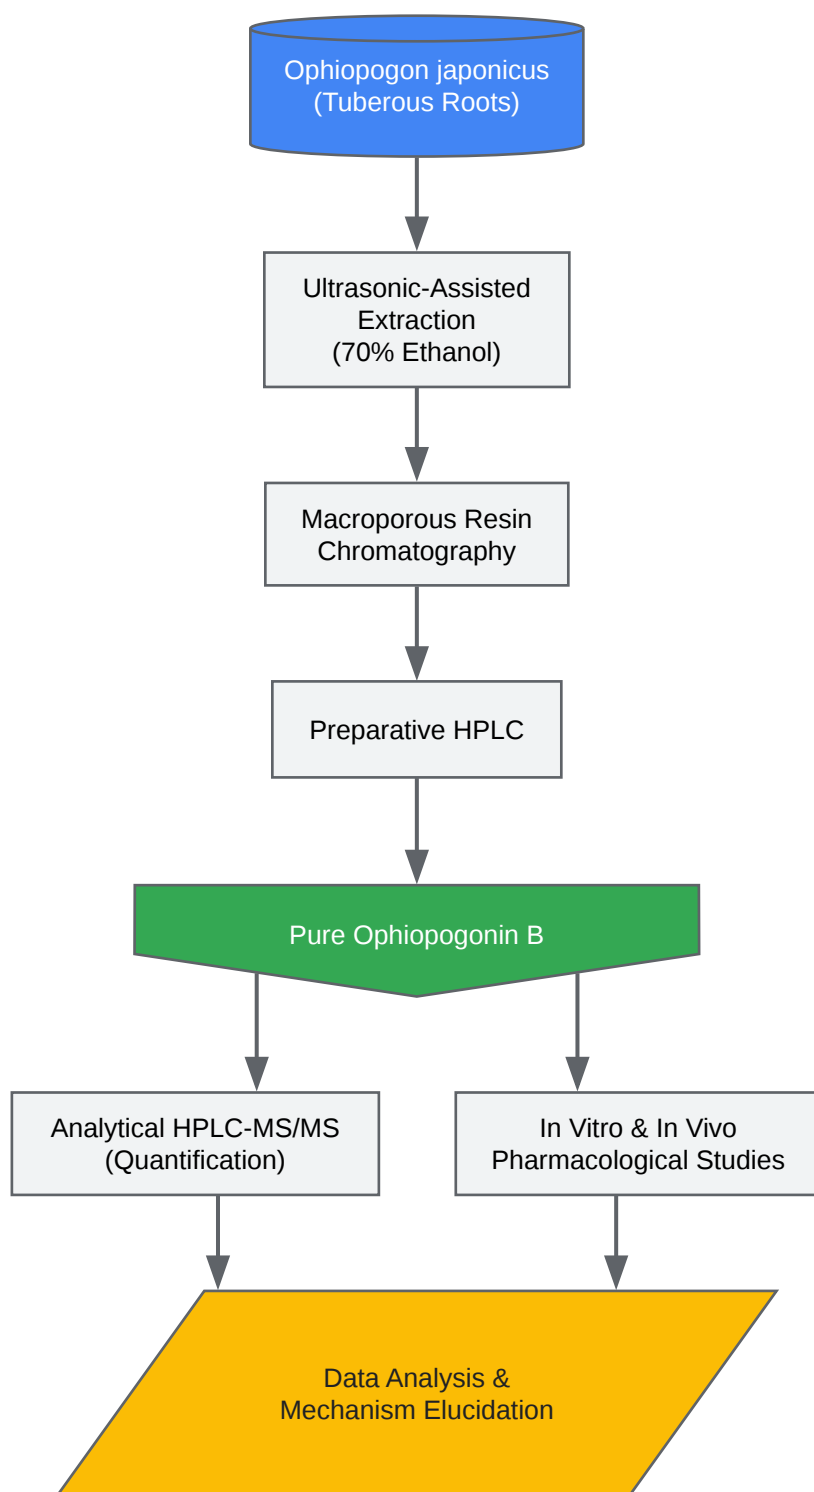 Ophiopogon japonicus
(Tuberous Roots)
Ultrasonic-Assisted
Extraction
(70% Ethanol)
Macroporous Resin
Chromatography
Preparative HPLC
Pure Ophiopogonin B
Analytical HPLC-MS/MS
(Quantification)
In Vitro & In Vivo
Pharmacological Studies
Data Analysis &
Mechanism Elucidation